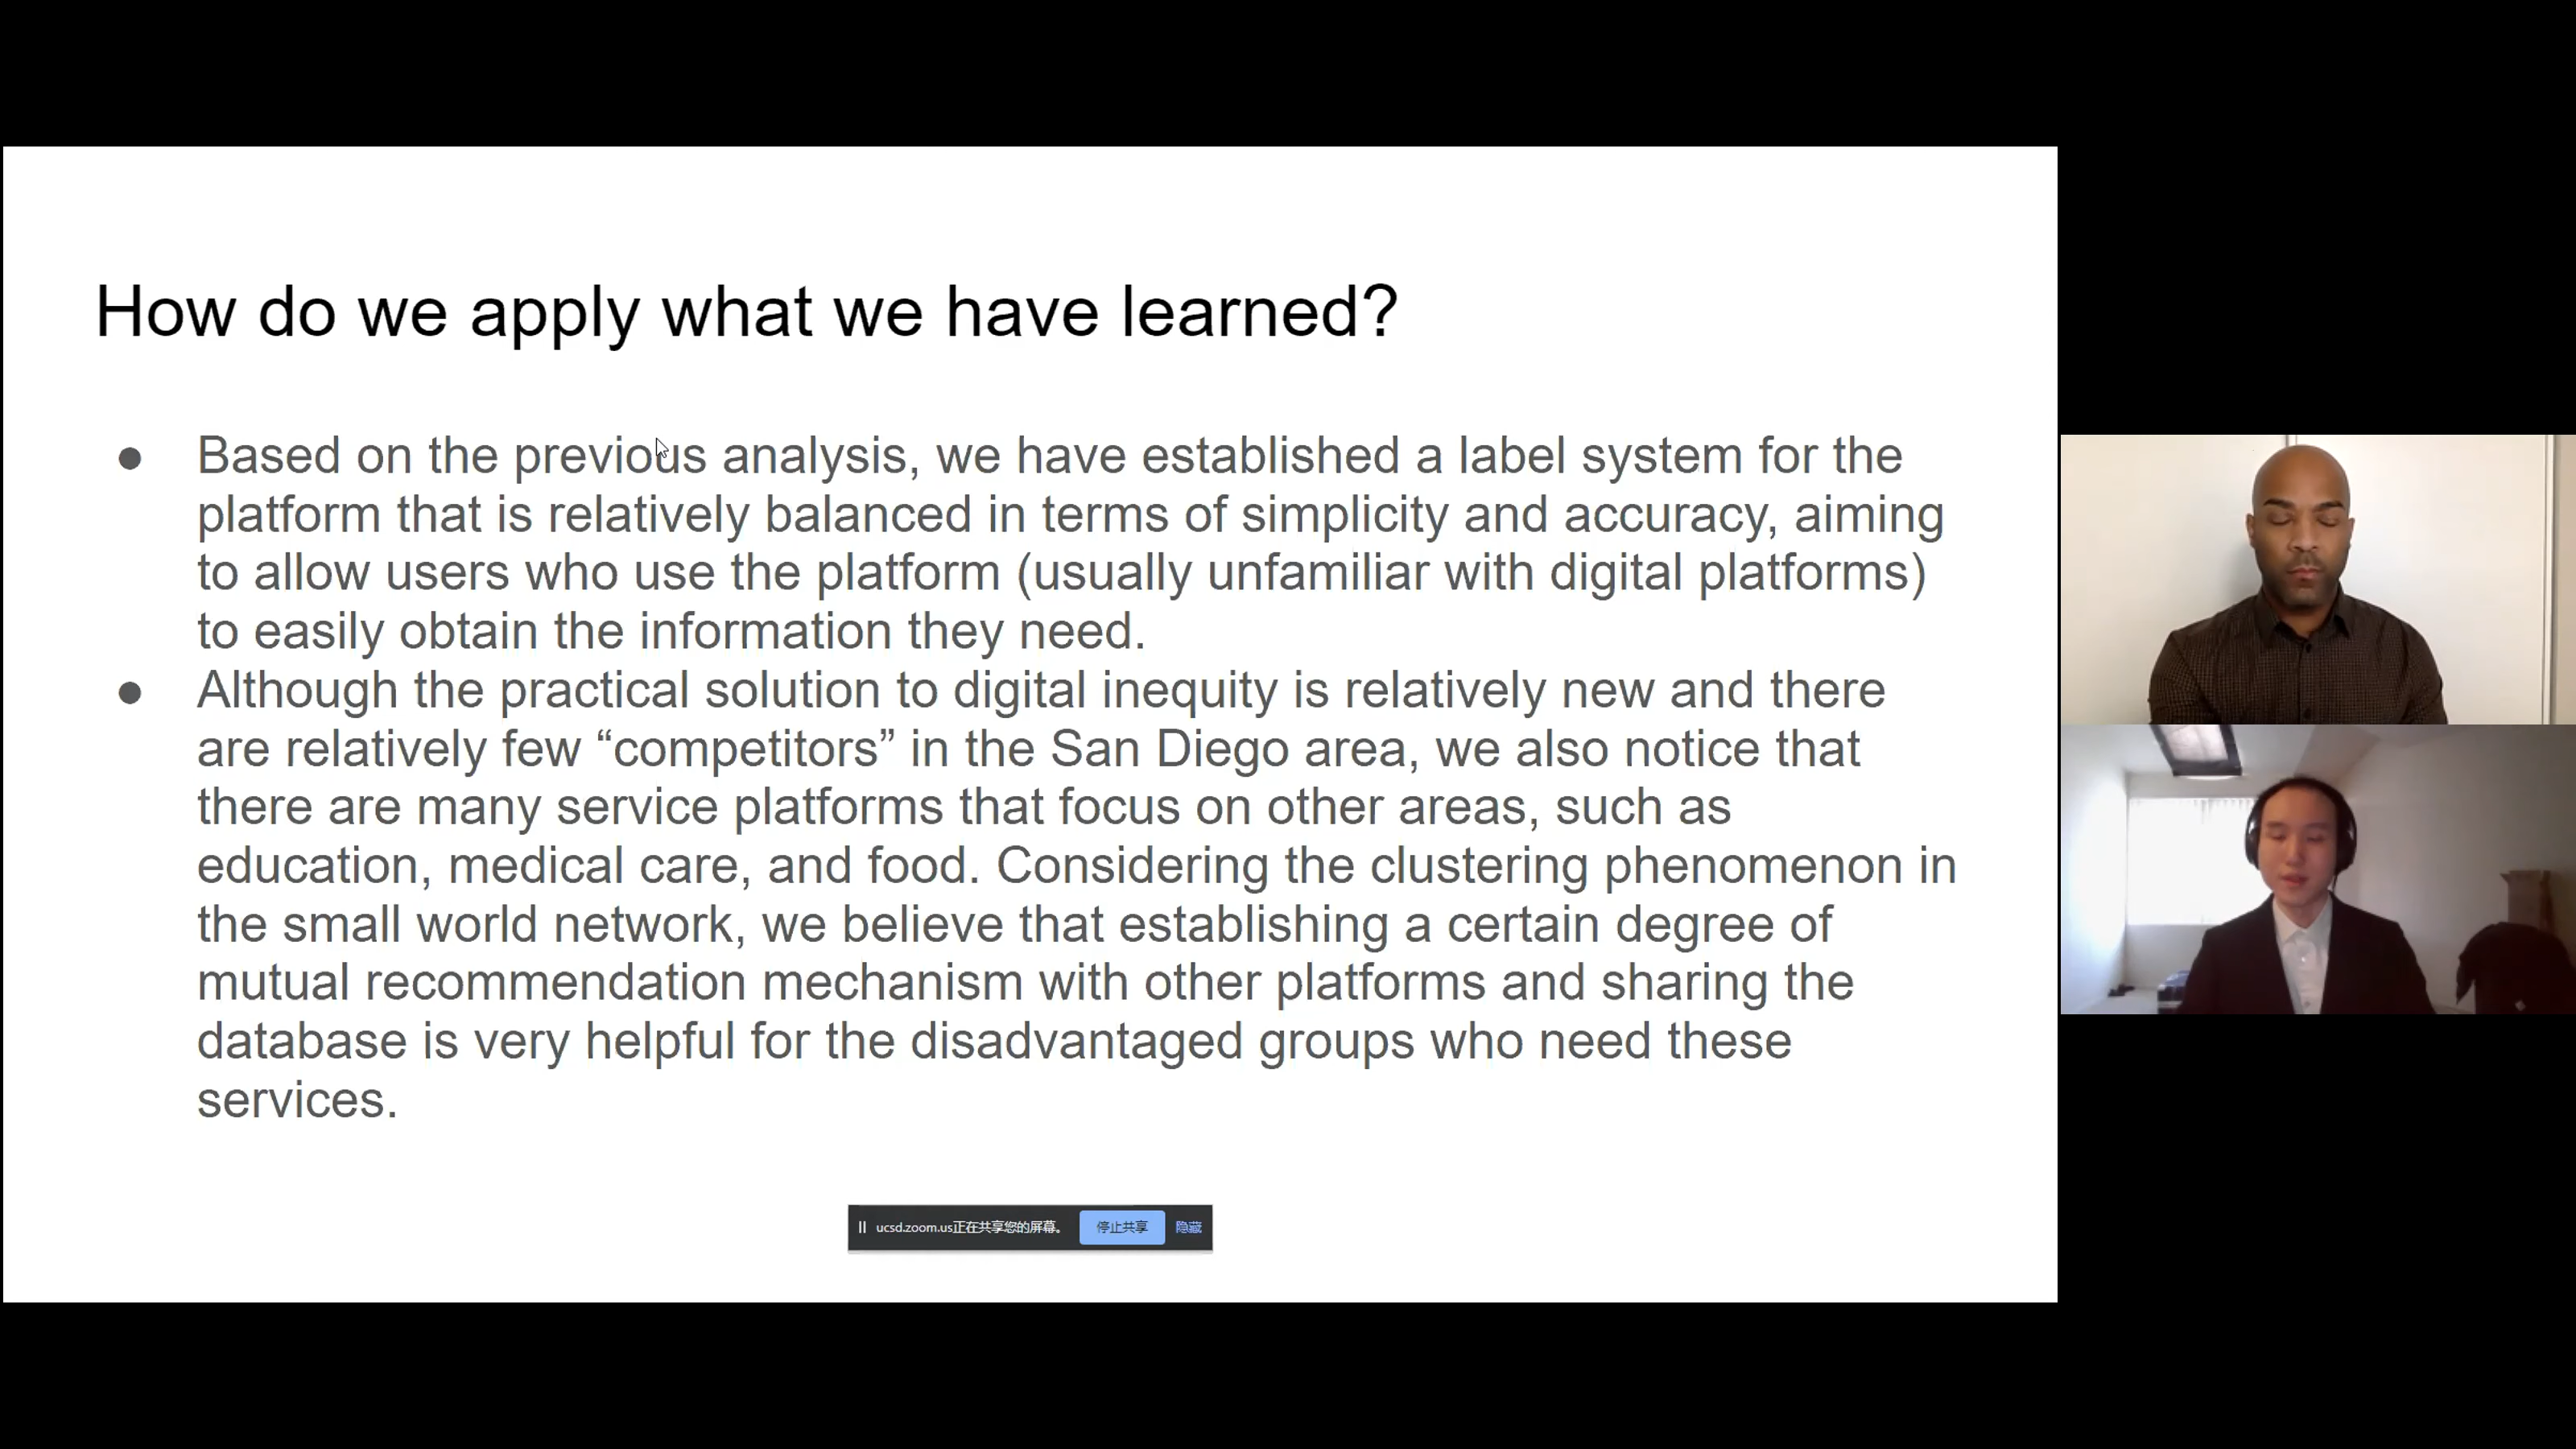 How do we apply what we have learned?
● Based on the previous analysis, we have established a label system for the
platform that is relatively balanced in terms of simplicity and accuracy, aiming
to allow users who use the platform (usually unfamiliar with digital platforms)
to easily obtain the information they need.
● Although the practical solution to digital inequity is relatively new and there
are relatively few “competitors” in the San Diego area, we also notice that
there are many service platforms that focus on other areas, such as
education, medical care, and food. Considering the clustering phenomenon in
the small world network, we believe that establishing a certain degree of
mutual recommendation mechanism with other platforms and sharing the
database is very helpful for the disadvantaged groups who need these
services.
ucsd.zoom.us正在共享您的屏幕。 停止共享 隐藏